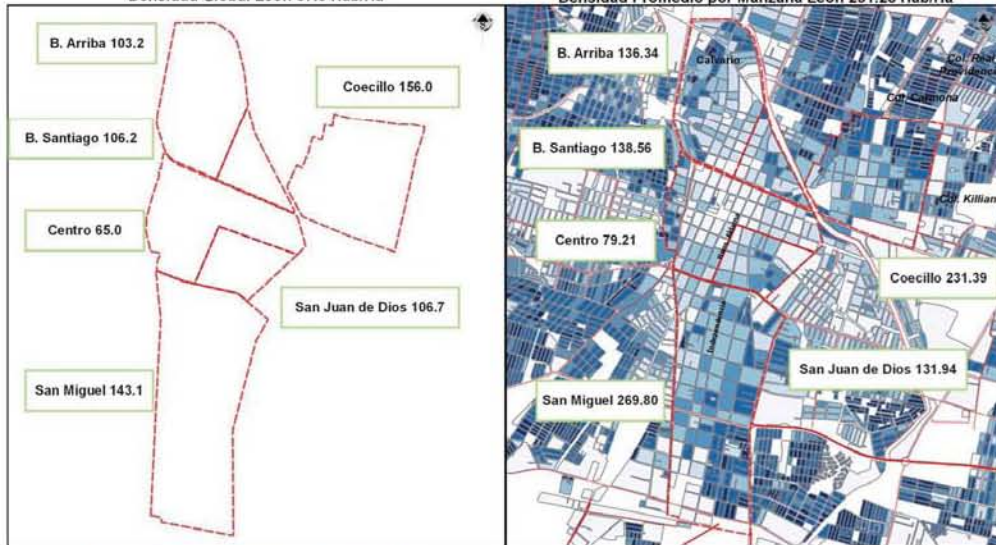 B. Arriba 103.2
Coecillo 156.0
B. Santiago 106.2
Centro 65.0
San Juan de Dios 106.7
San Miguel 143.1
B. Arriba 136.34
Calvario
Col. Carmona
B. Santiago 138.56
Col. Killian
Centro 79.21
Coecillo 231.39
San Juan de Dios 131.94
San Miguel 269.80